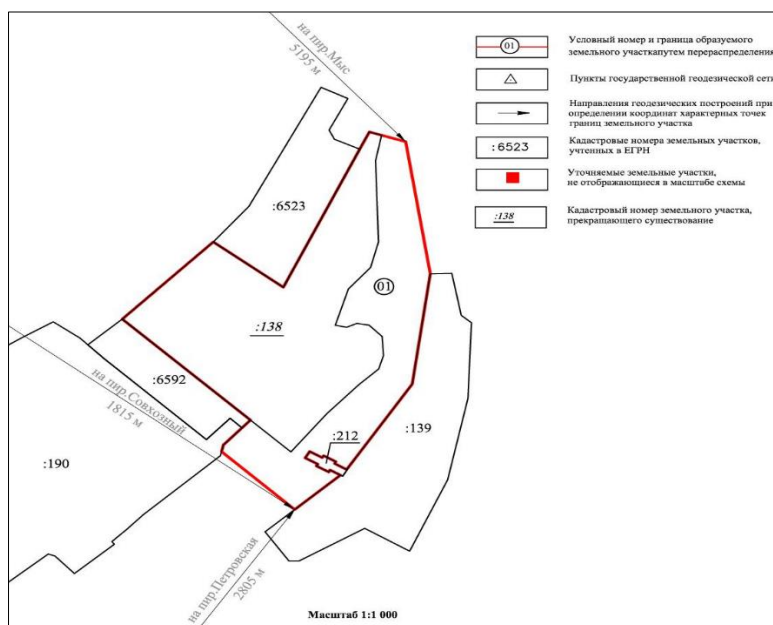 на пир.Мыс
5195 м
:6523
01
:138
:6592
на пир.Совхозный
1815 м
:212
:139
:190
на пир.Петровская
2805 м
Масштаб 1:1 000
01
Условный номер и граница образуемого
земельного участкапутем перераспределения
Пункты государственной геодезической сет
Направления геодезических построений при
определении координат характерных точек
границ земельного участка
:6523
Кадастровые номера земельных участков,
учтенных в ЕГРН
Уточняемые земельные участки,
не отображающиеся в масштабе схемы
:138
Кадастровый номер земельного участка,
прекращающего существование